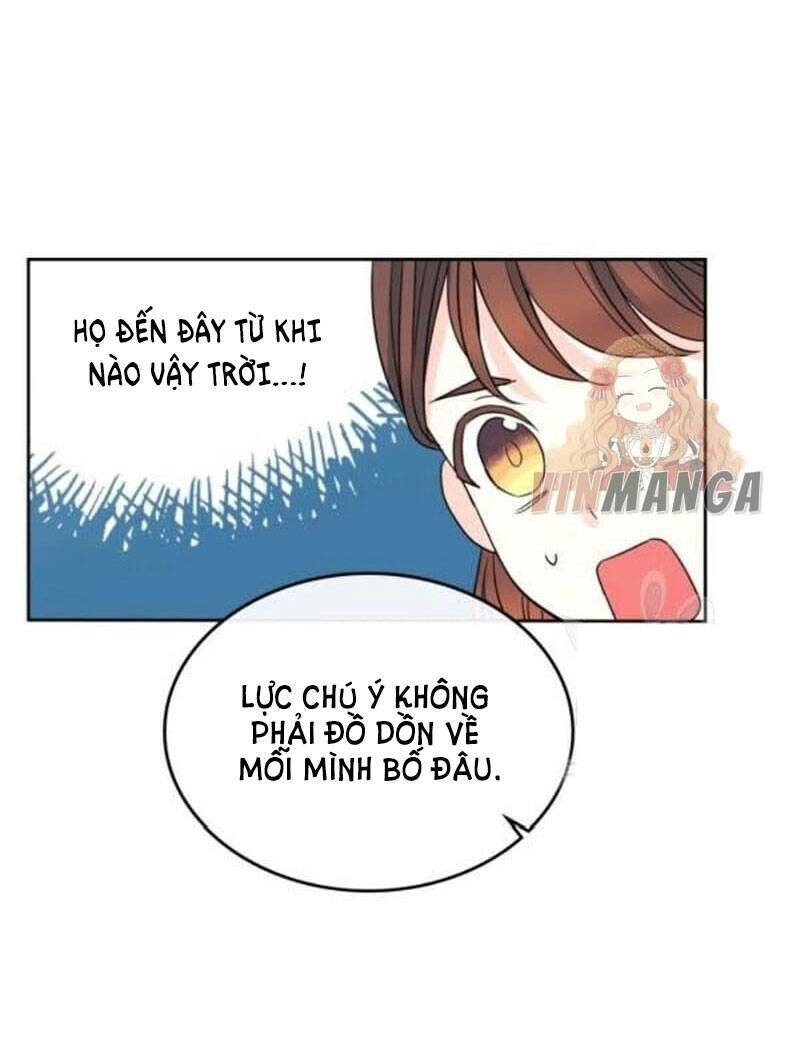 HỌ ĐẾN ĐÂY TỪ KHI
NÀO VẬY TRỜI...!
VINMANGA
LỰC CHÚ Ý KHÔNG
PHẢI ĐỒ DỒN VỀ
MỖI MÌNH BỐ ĐÂU.